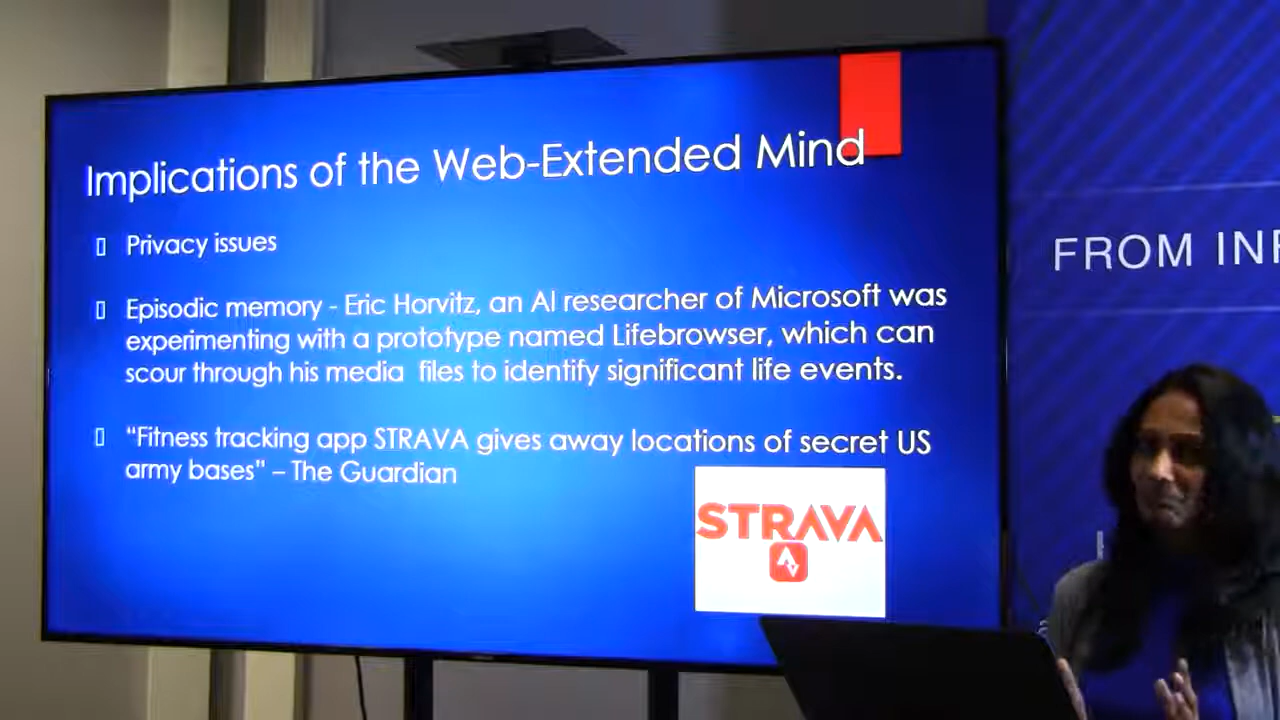 Implications of the Web-Extended Mind
Privacy issues
Episodic memory - Eric Horvitz, an AI researcher of Microsoft was
experimenting with a prototype named Lifebrowser, which can
scour through his media files to identify significant life events.
“Fitness tracking app STRAVA gives away locations of secret US
army bases” – The Guardian
STRAVA
FROM IN